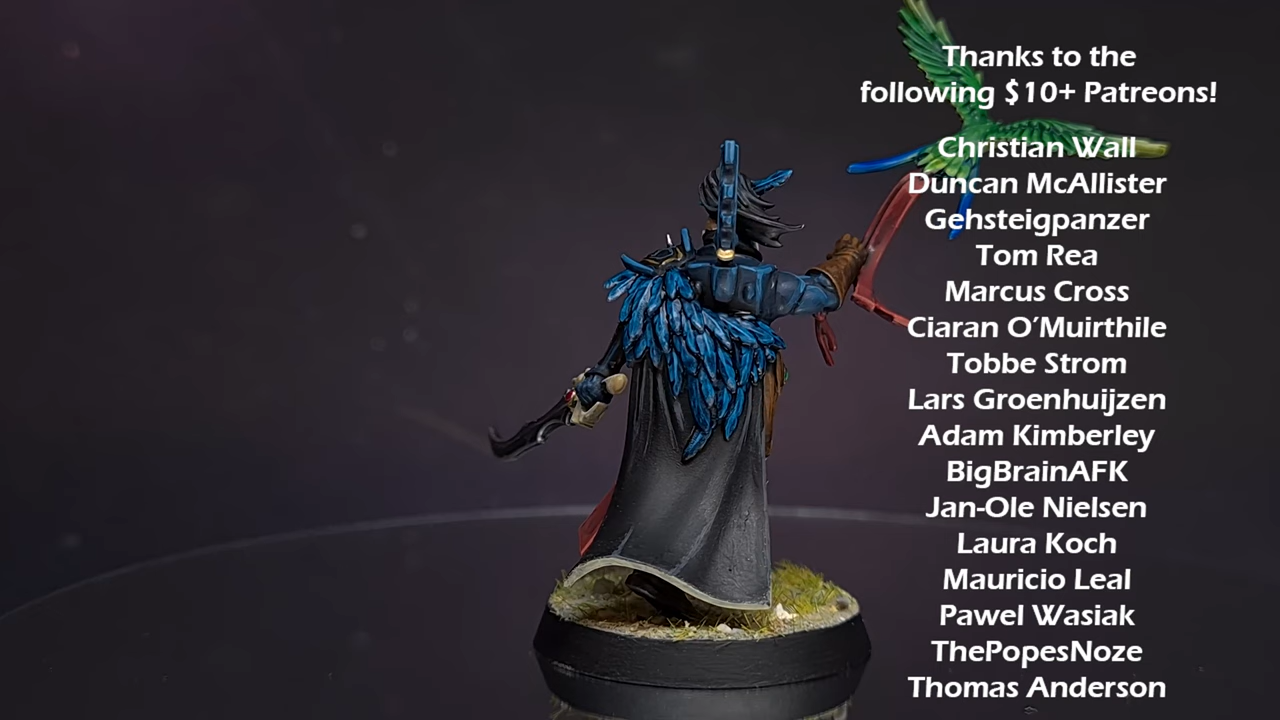 Thanks to the
following $10+ Patreons!
Christian Wall
Duncan McAllister
Gehsteigpanzer
Tom Rea
Marcus Cross
Ciaran O'Muirthile
Tobbe Strom
Lars Groenhuijzen
Adam Kimberley
BigBrainAFK
Jan-Ole Nielsen
Laura Koch
Mauricio Leal
Pawel Wasiak
ThePopesNoze
Thomas Anderson